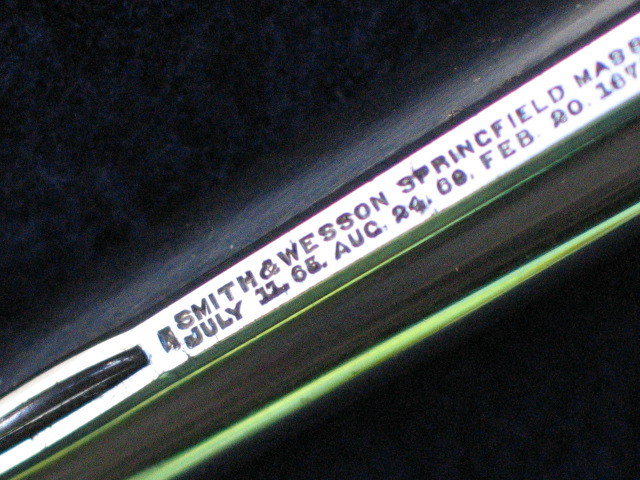 SMITH & WESSON SPRINGFIELD MASS
JULY 11, 65. AUG. 24, 69. FEB. 20. 187